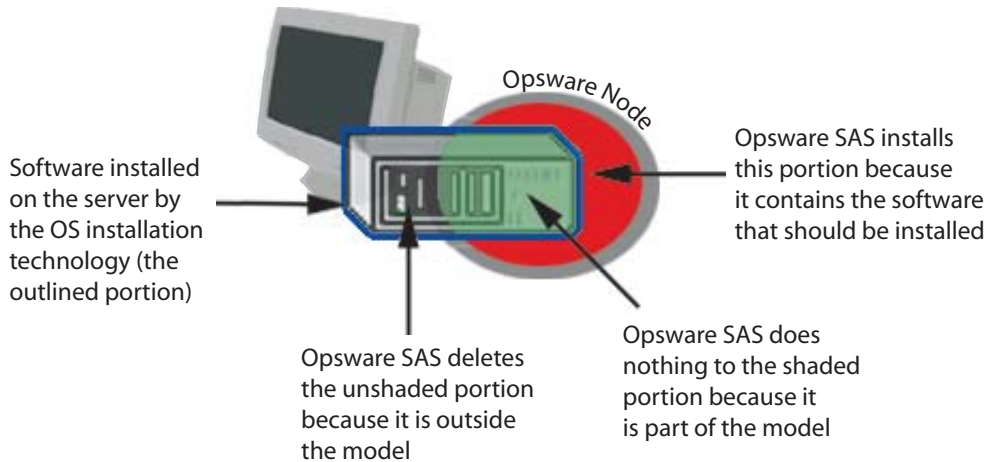 Opsware Node
Software installed
on the server by
the OS installation
technology (the
outlined portion)
Opsware SAS installs
this portion because
it contains the software
that should be installed
Opsware SAS deletes
the unshaded portion
because it is outside
the model
Opsware SAS does
nothing to the shaded
portion because it
is part of the model